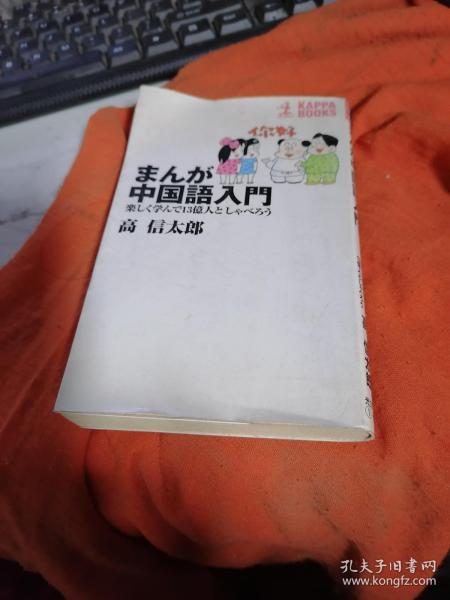 KAPPA
BOOKS
你好
まんが
中国語入門
楽しく学んで13億人としゃべろう
高 信太郎
孔夫子旧书网
www.kongfz.com